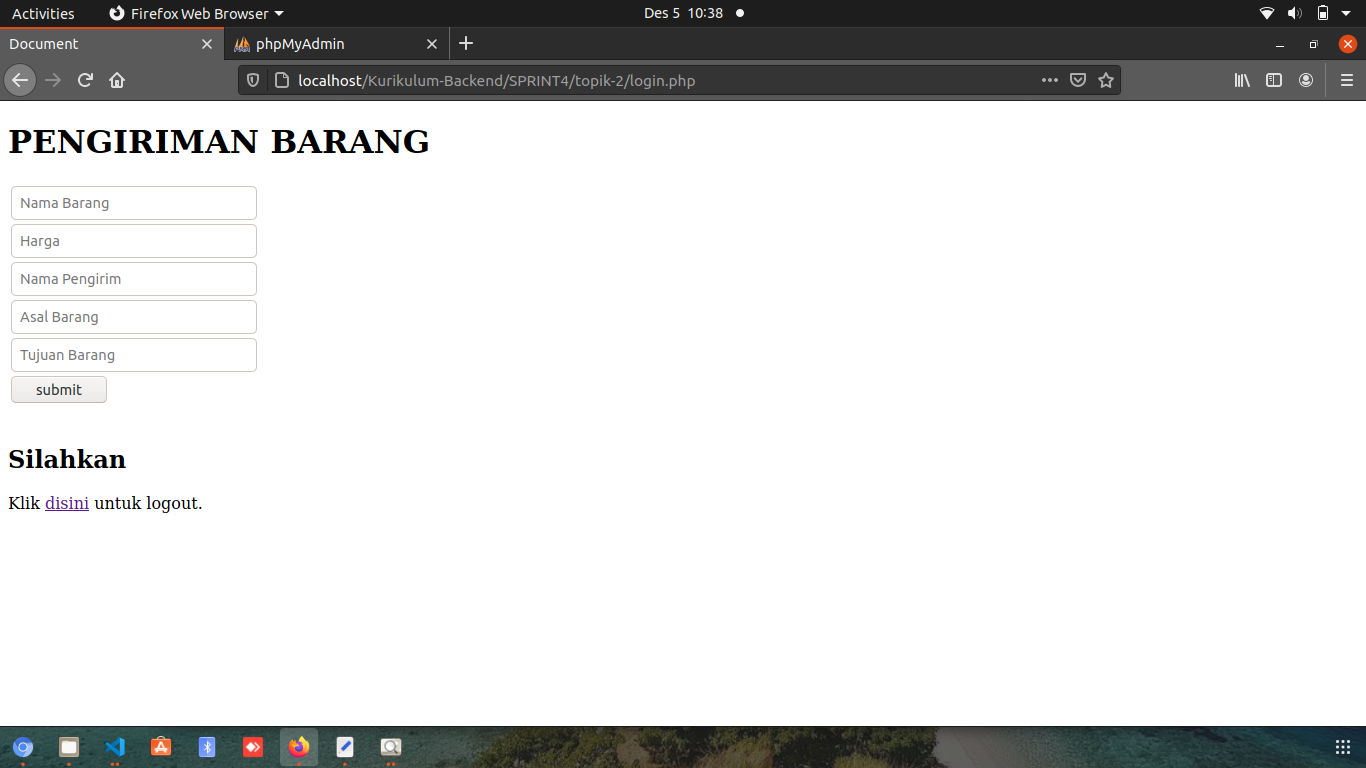 Activities Firefox Web Browser Des 5 10:38
Document phpMyAdmin
localhost/Kurikulum-Backend/SPRINT4/topik-2/login.php
PENGIRIMAN BARANG
Nama Barang
Harga
Nama Pengirim
Asal Barang
Tujuan Barang
submit
Silahkan
Klik disini untuk logout.